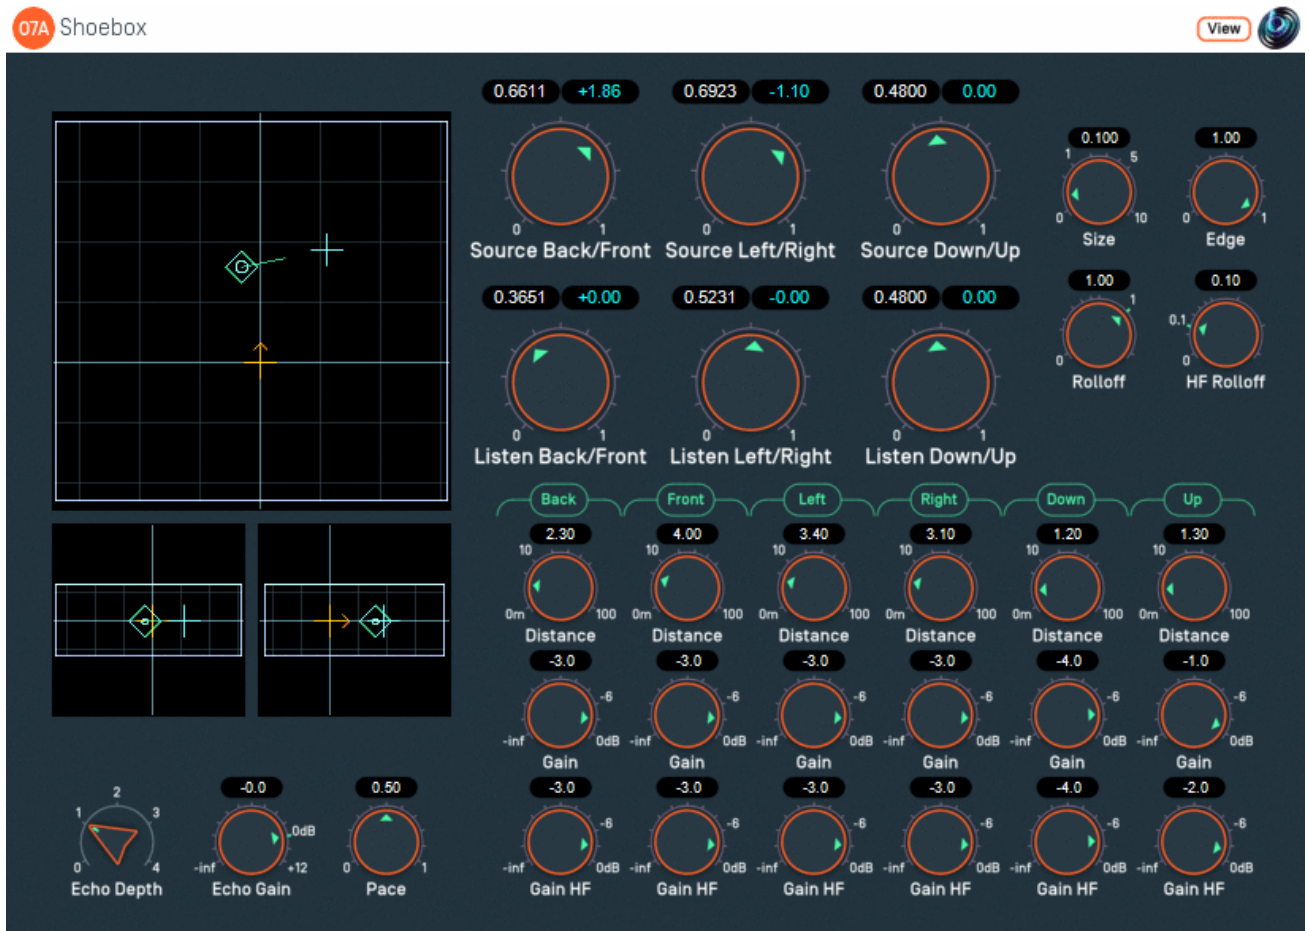 O7A Shoebox View
0.6611 +1.86 0.6923 -1.10 0.4800 0.00
0 1 0 1 0 1
Source Back/Front Source Left/Right Source Down/Up
0.100 1.00
1 5
0 10 0 1
Size Edge
0.3651 +0.00 0.5231 -0.00 0.4800 0.00
0 1 0 1 0 1
Listen Back/Front Listen Left/Right Listen Down/Up
1.00 0.10
1 0.1
0 0
Rolloff HF Rolloff
Back Front Left Right Down Up
2.30 4.00 3.40 3.10 1.20 1.30
10 10 10 10 10 10
0m 100 0m 100 0m 100 0m 100 0m 100 0m 100
Distance Distance Distance Distance Distance Distance
-3.0 -3.0 -3.0 -3.0 -4.0 -1.0
-6 -6 -6 -6 -6 -6
-inf 0dB -inf 0dB -inf 0dB -inf 0dB -inf 0dB -inf 0dB
Gain Gain Gain Gain Gain Gain
-3.0 -3.0 -3.0 -3.0 -4.0 -2.0
-6 -6 -6 -6 -6 -6
-inf 0dB -inf 0dB -inf 0dB -inf 0dB -inf 0dB -inf 0dB
Gain HF Gain HF Gain HF Gain HF Gain HF Gain HF
-0.0 0.50
1 2 3 0dB
0 4 -inf +12 0 1
Echo Depth Echo Gain Pace